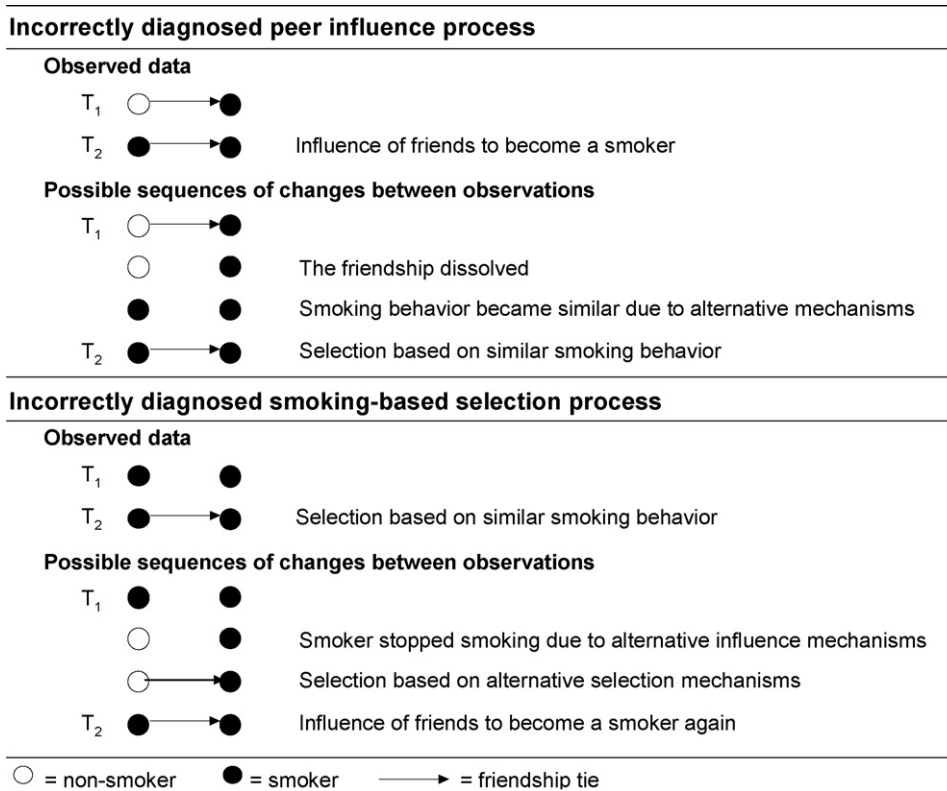 Incorrectly diagnosed peer influence process
Observed data
T1
T2 Influence of friends to become a smoker
Possible sequences of changes between observations
T1
The friendship dissolved
Smoking behavior became similar due to alternative mechanisms
T2 Selection based on similar smoking behavior
Incorrectly diagnosed smoking-based selection process
Observed data
T1
T2 Selection based on similar smoking behavior
Possible sequences of changes between observations
T1
Smoker stopped smoking due to alternative influence mechanisms
Selection based on alternative selection mechanisms
T2 Influence of friends to become a smoker again
= non-smoker = smoker = friendship tie